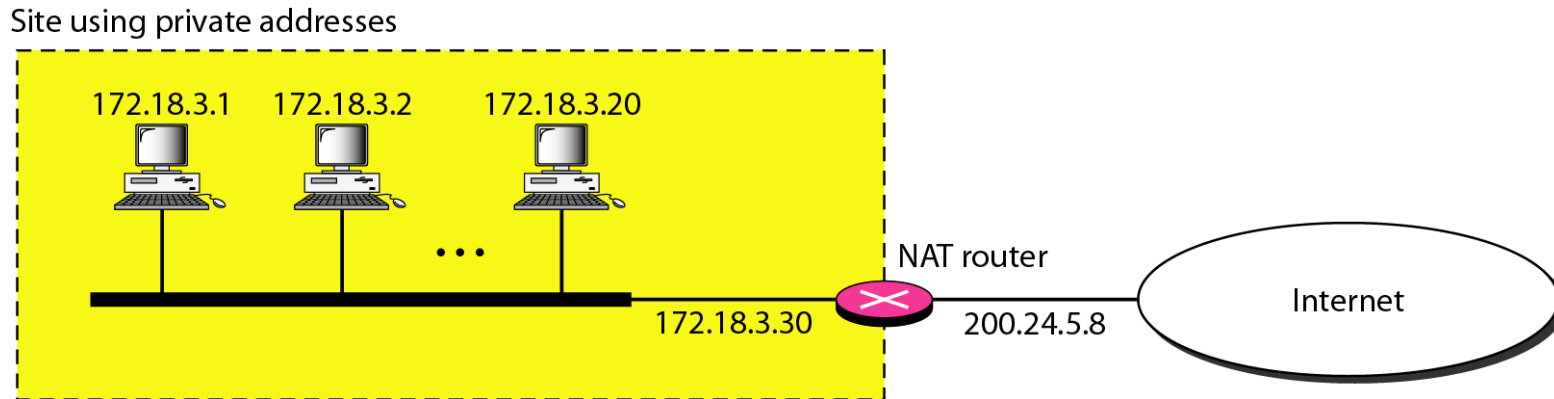 Site using private addresses
172.18.3.1 172.18.3.2 172.18.3.20
NAT router
Internet
172.18.3.30 200.24.5.8